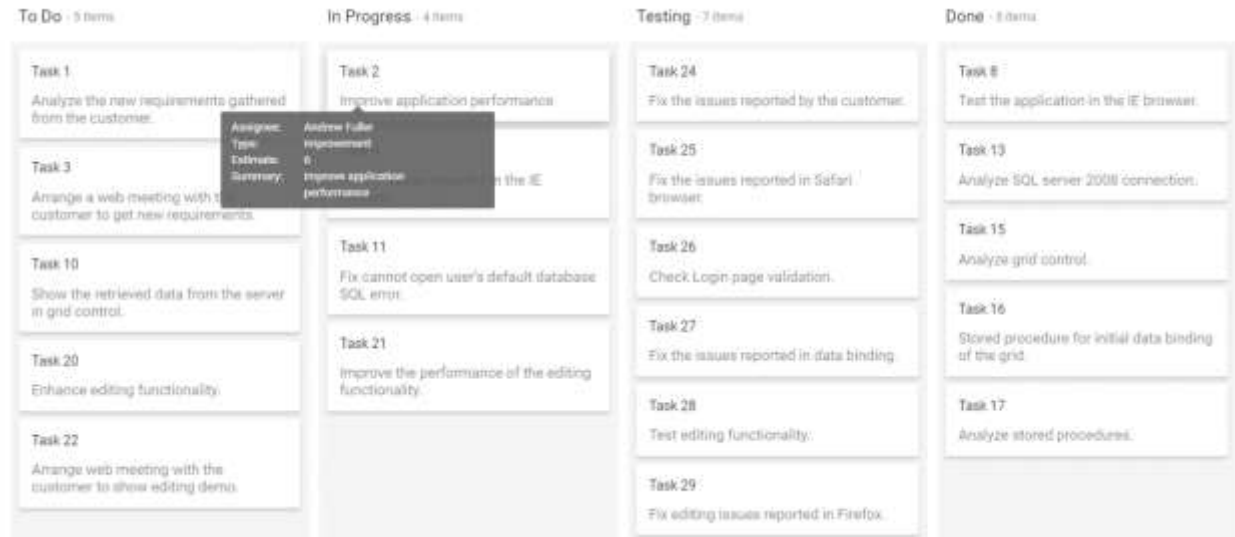 To Do - 5 items
Task 1
Analyze the new requirements gathered
from the customer.
Task 3
Arrange a web meeting with
customer to get new requirements.
Task 10
Show the retrieved data from the server
in grid control.
Task 20
Enhance editing functionality.
Task 22
Arrange web meeting with the
customer to show editing demo.
In Progress - 4 items
Task 2
Improve application performance
Assignee: Andrew Fuller
Type: Improvement
Estimate: 6
Summary: Improve application
performance
in the IE
Task 11
Fix cannot open user's default database
SQL error.
Task 21
Improve the performance of the editing
functionality.
Testing - 7 items
Task 24
Fix the issues reported by the customer.
Task 25
Fix the issues reported in Safari
browser.
Task 26
Check Login page validation.
Task 27
Fix the issues reported in data binding.
Task 28
Test editing functionality.
Task 29
Fix editing issues reported in Firefox.
Done - items
Task 8
Test the application in the IE browser.
Task 13
Analyze SQL server 2008 connection.
Task 15
Analyze grid control.
Task 16
Stored procedure for initial data binding
of the grid.
Task 17
Analyze stored procedures.